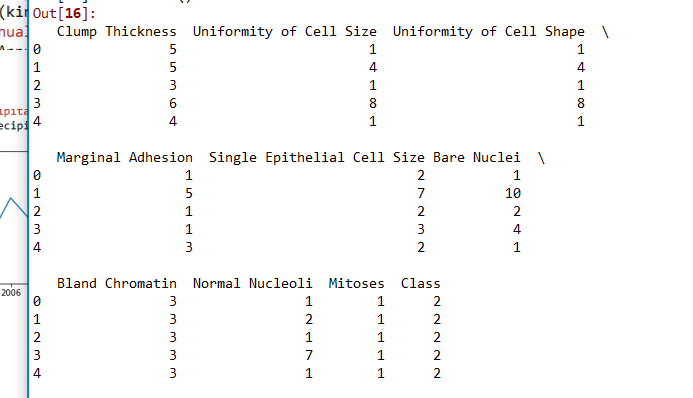 (ki
Out[16]:
nua
Clump Thickness  Uniformity of Cell Size  Uniformity of Cell Shape  \
0  5  1  1
1  5  4  4
2  3  1  1
3  6  8  8
4  4  1  1
ipita
ecipi
Marginal Adhesion  Single Epithelial Cell Size Bare Nuclei  \
0  1  2  1
1  5  7  10
2  1  2  2
3  1  3  4
4  3  2  1
2006
Bland Chromatin  Normal Nucleoli  Mitoses  Class
0  3  1  1  2
1  3  2  1  2
2  3  1  1  2
3  3  7  1  2
4  3  1  1  2